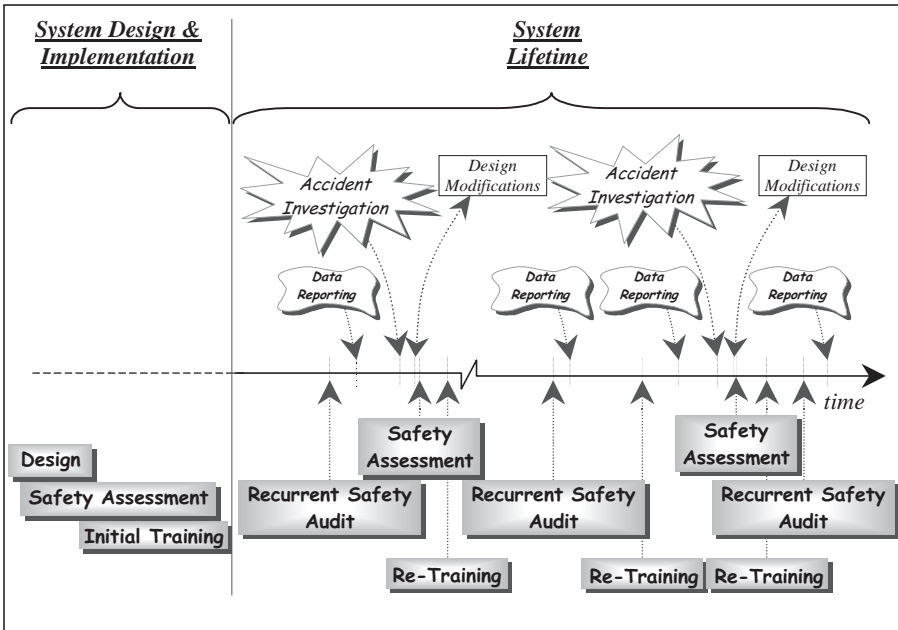 System Design &
Implementation
System
Lifetime
Accident
Investigation
Design
Modifications
Accident
Investigation
Design
Modifications
Data
Reporting
Data
Reporting
Data
Reporting
Data
Reporting
time
Safety
Assessment
Safety
Assessment
Design
Safety Assessment
Initial Training
Recurrent Safety
Audit
Recurrent Safety
Audit
Recurrent Safety
Audit
Re-Training
Re-Training
Re-Training